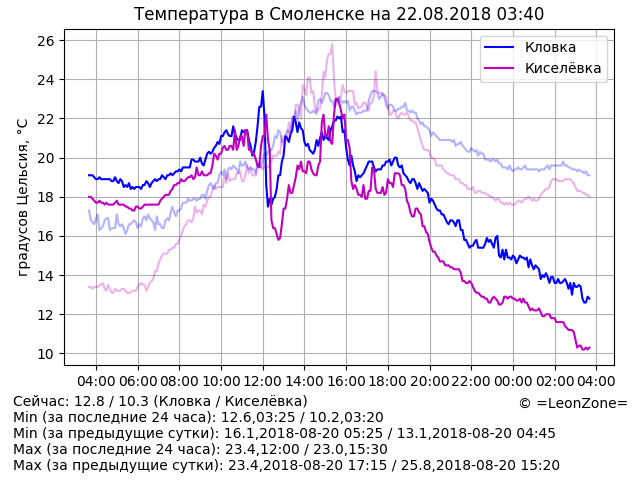 Температура в Смоленске на 22.08.2018 03:40
26
24
22
20
18
16
14
12
10
градусов Цельсия, °C
Кловка
Киселёвка
04:00 06:00 08:00 10:00 12:00 14:00 16:00 18:00 20:00 22:00 00:00 02:00 04:00
Сейчас: 12.8 / 10.3 (Кловка / Киселёвка)
© =LeonZone=
Min (за последние 24 часа): 12.6,03:25 / 10.2,03:20
Min (за предыдущие сутки): 16.1,2018-08-20 05:25 / 13.1,2018-08-20 04:45
Max (за последние 24 часа): 23.4,12:00 / 23.0,15:30
Max (за предыдущие сутки): 23.4,2018-08-20 17:15 / 25.8,2018-08-20 15:20